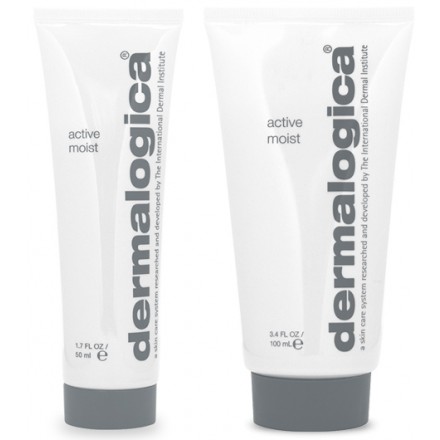 active
moist
dermalogica®
a skin care system researched and developed by The International Dermal Institute
1.7 FL OZ /
50 ml e
active
moist
dermalogica®
a skin care system researched and developed by The International Dermal Institute
3.4 FL OZ /
100 mL e